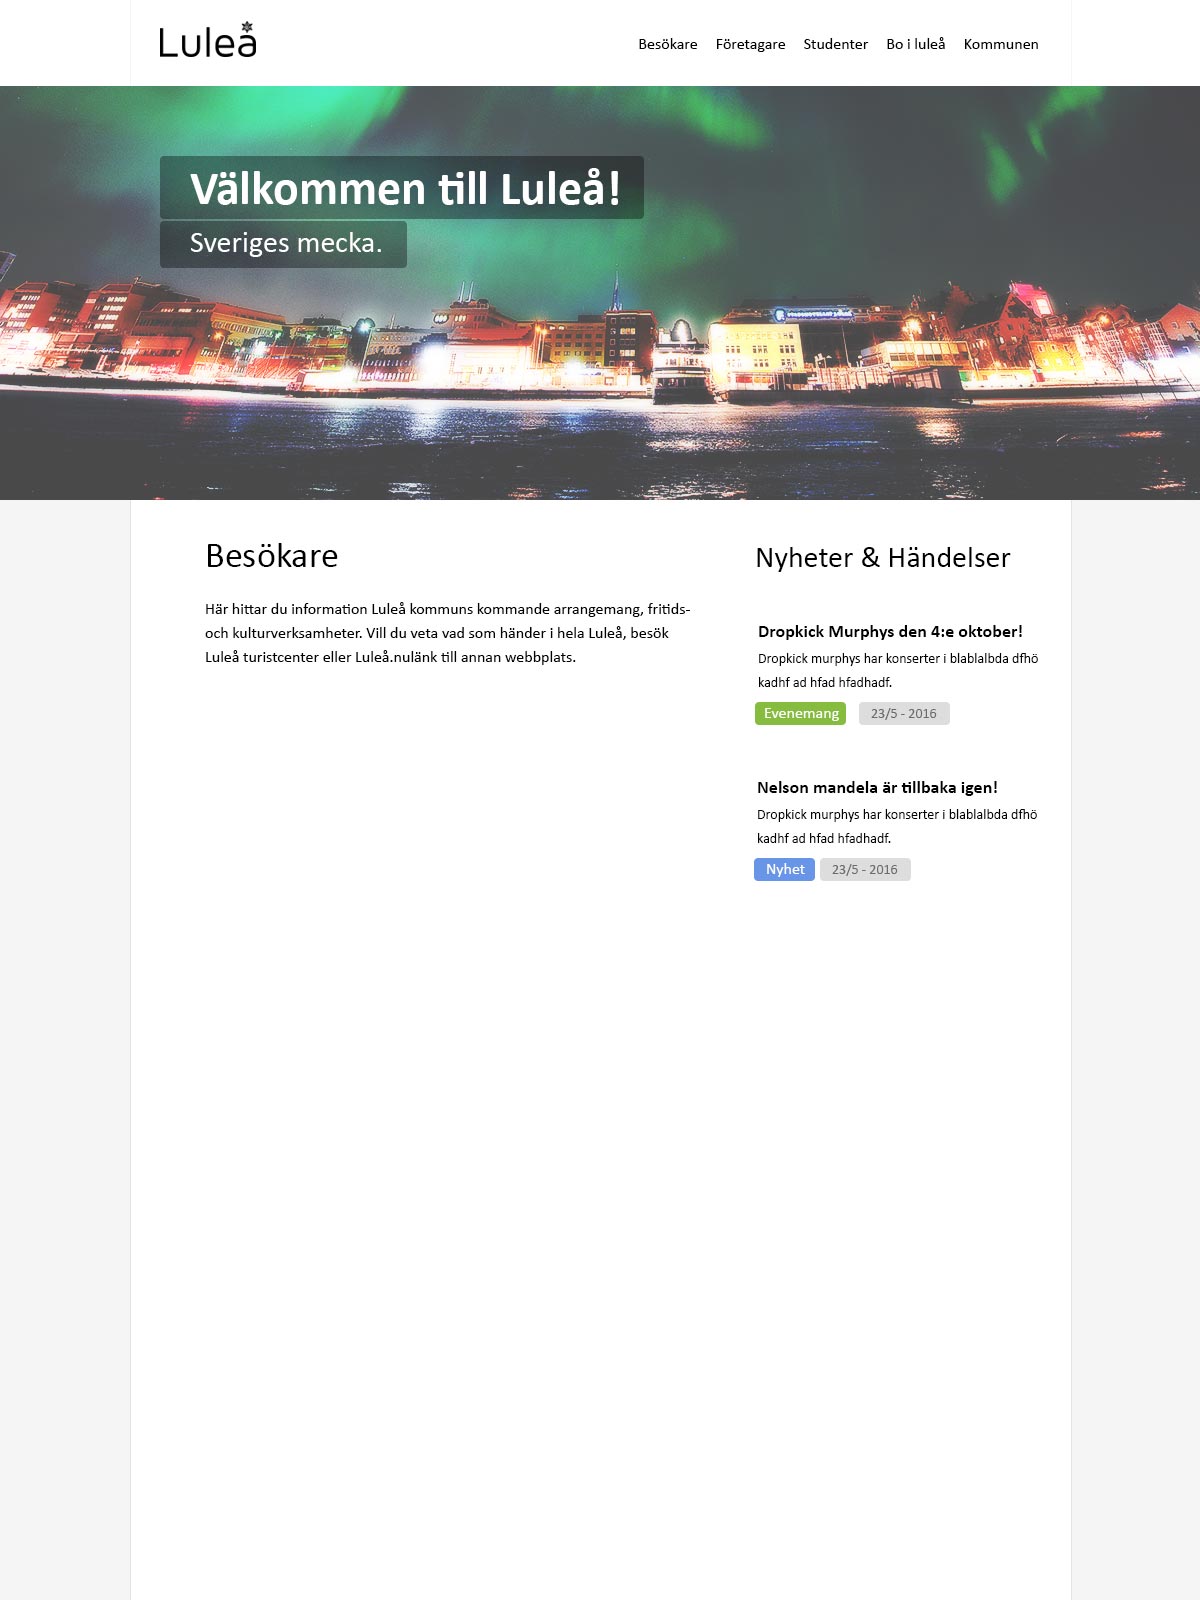 Luleå
Besökare Företagare Studenter Bo i luleå Kommunen
Välkommen till Luleå!
Sveriges mecka.
Besökare
Här hittar du information Luleå kommuns kommande arrangemang, fritids-
och kulturverksamheter. Vill du veta vad som händer i hela Luleå, besök
Luleå turistcenter eller Luleå.nulänk till annan webbplats.
Nyheter & Händelser
Dropkick Murphys den 4:e oktober!
Dropkick murphys har konserter i blablalbda dfhö
kadhf ad hfad hfadhadf.
Evenemang 23/5 - 2016
Nelson mandela är tillbaka igen!
Dropkick murphys har konserter i blablalbda dfhö
kadhf ad hfad hfadhadf.
Nyhet 23/5 - 2016